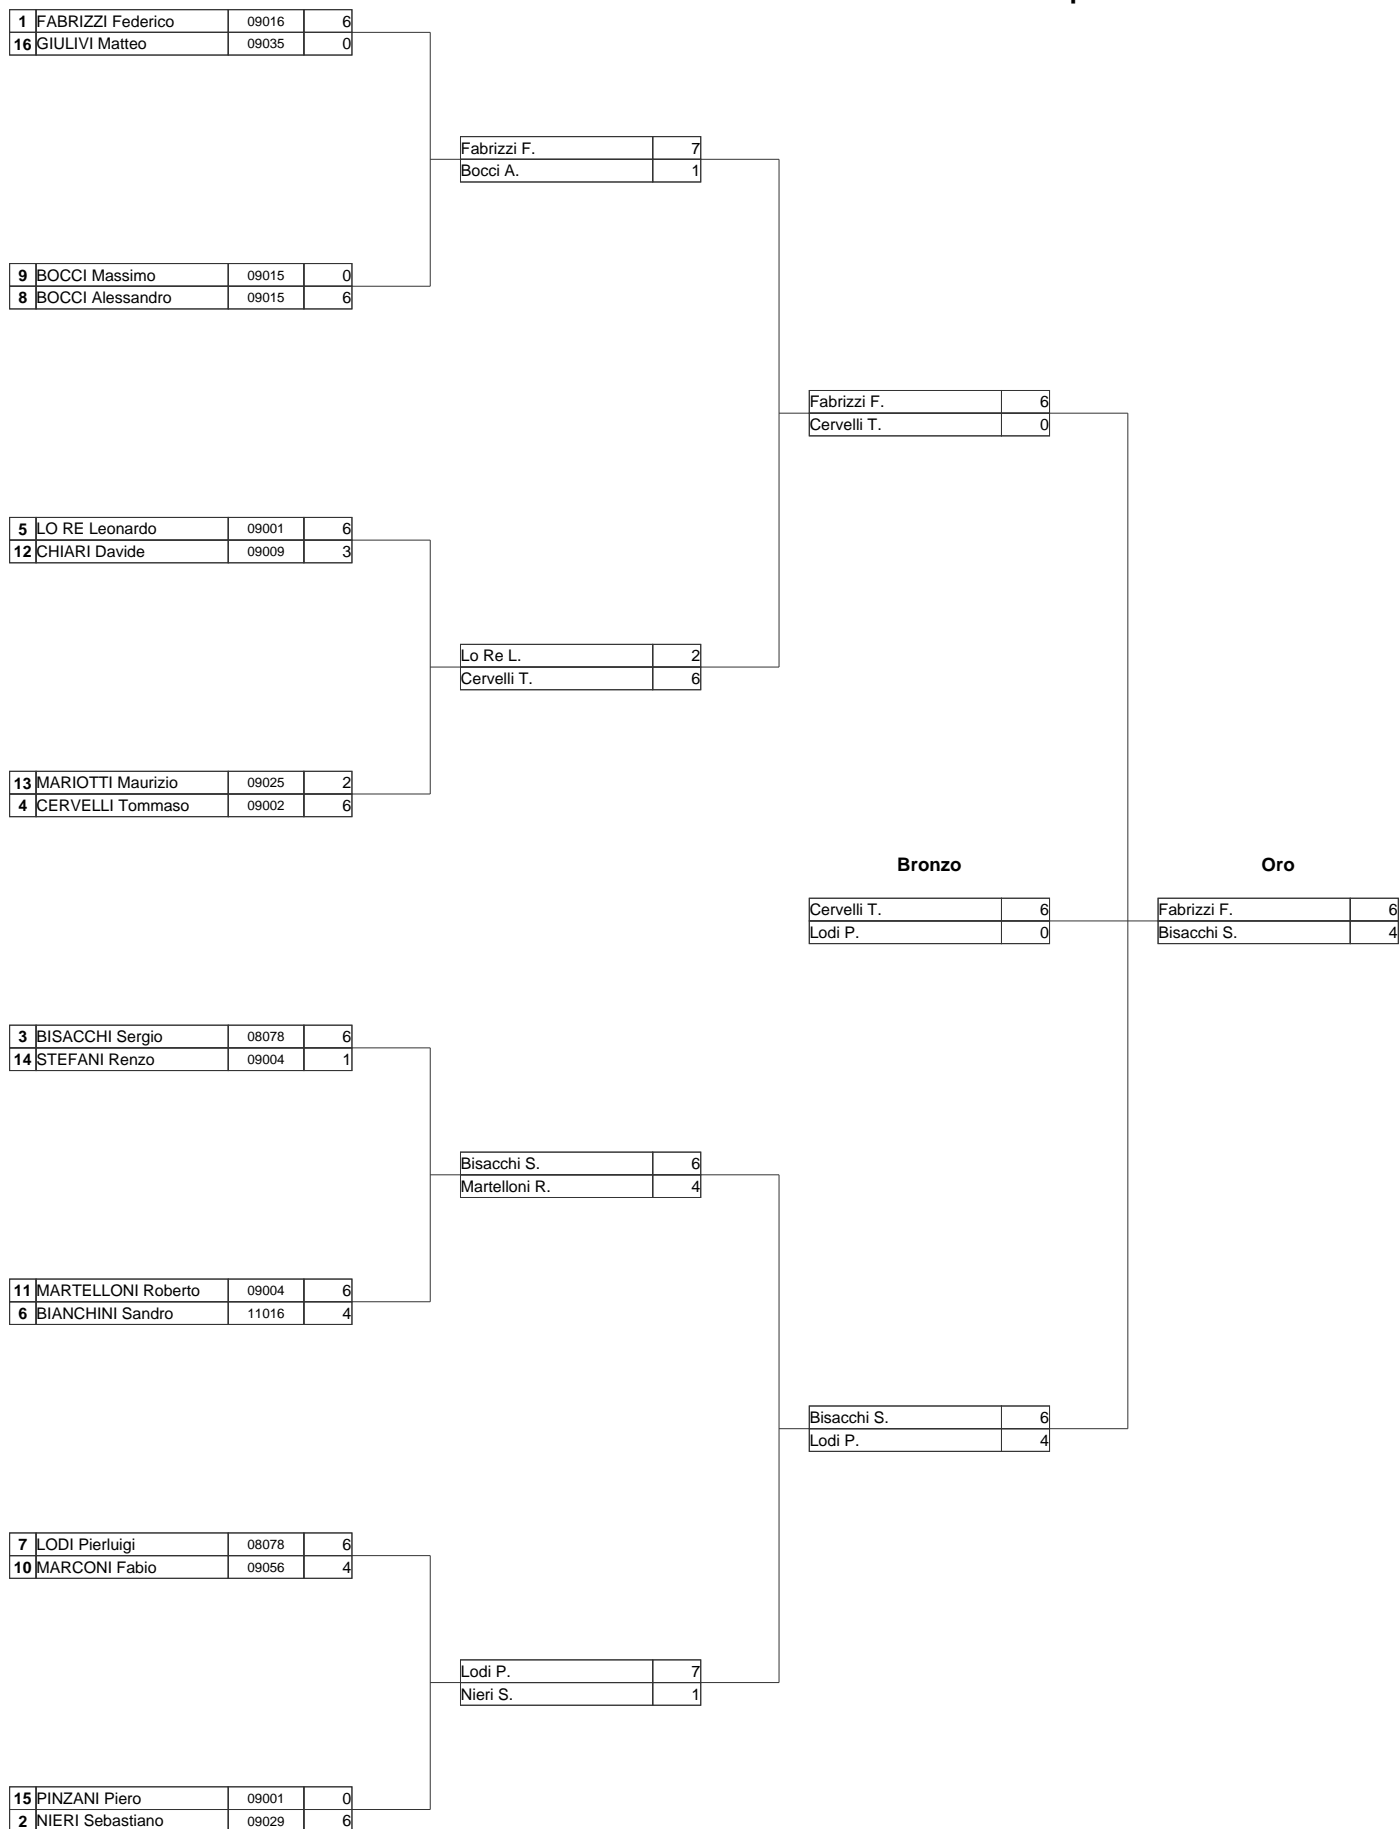 1 FABRIZZI Federico 09016 6
16 GIULIVI Matteo 09035 0
Fabrizzi F. 7
Bocci A. 1
9 BOCCI Massimo 09015 0
8 BOCCI Alessandro 09015 6
Fabrizzi F. 6
Cervelli T. 0
5 LO RE Leonardo 09001 6
12 CHIARI Davide 09009 3
Lo Re L. 2
Cervelli T. 6
13 MARIOTTI Maurizio 09025 2
4 CERVELLI Tommaso 09002 6
Bronzo Oro
Cervelli T. 6 Fabrizzi F. 6
Lodi P. 0 Bisacchi S. 4
3 BISACCHI Sergio 08078 6
14 STEFANI Renzo 09004 1
Bisacchi S. 6
Martelloni R. 4
11 MARTELLONI Roberto 09004 6
6 BIANCHINI Sandro 11016 4
Bisacchi S. 6
Lodi P. 4
7 LODI Pierluigi 08078 6
10 MARCONI Fabio 09056 4
Lodi P. 7
Nieri S. 1
15 PINZANI Piero 09001 0
2 NIERI Sebastiano 09029 6